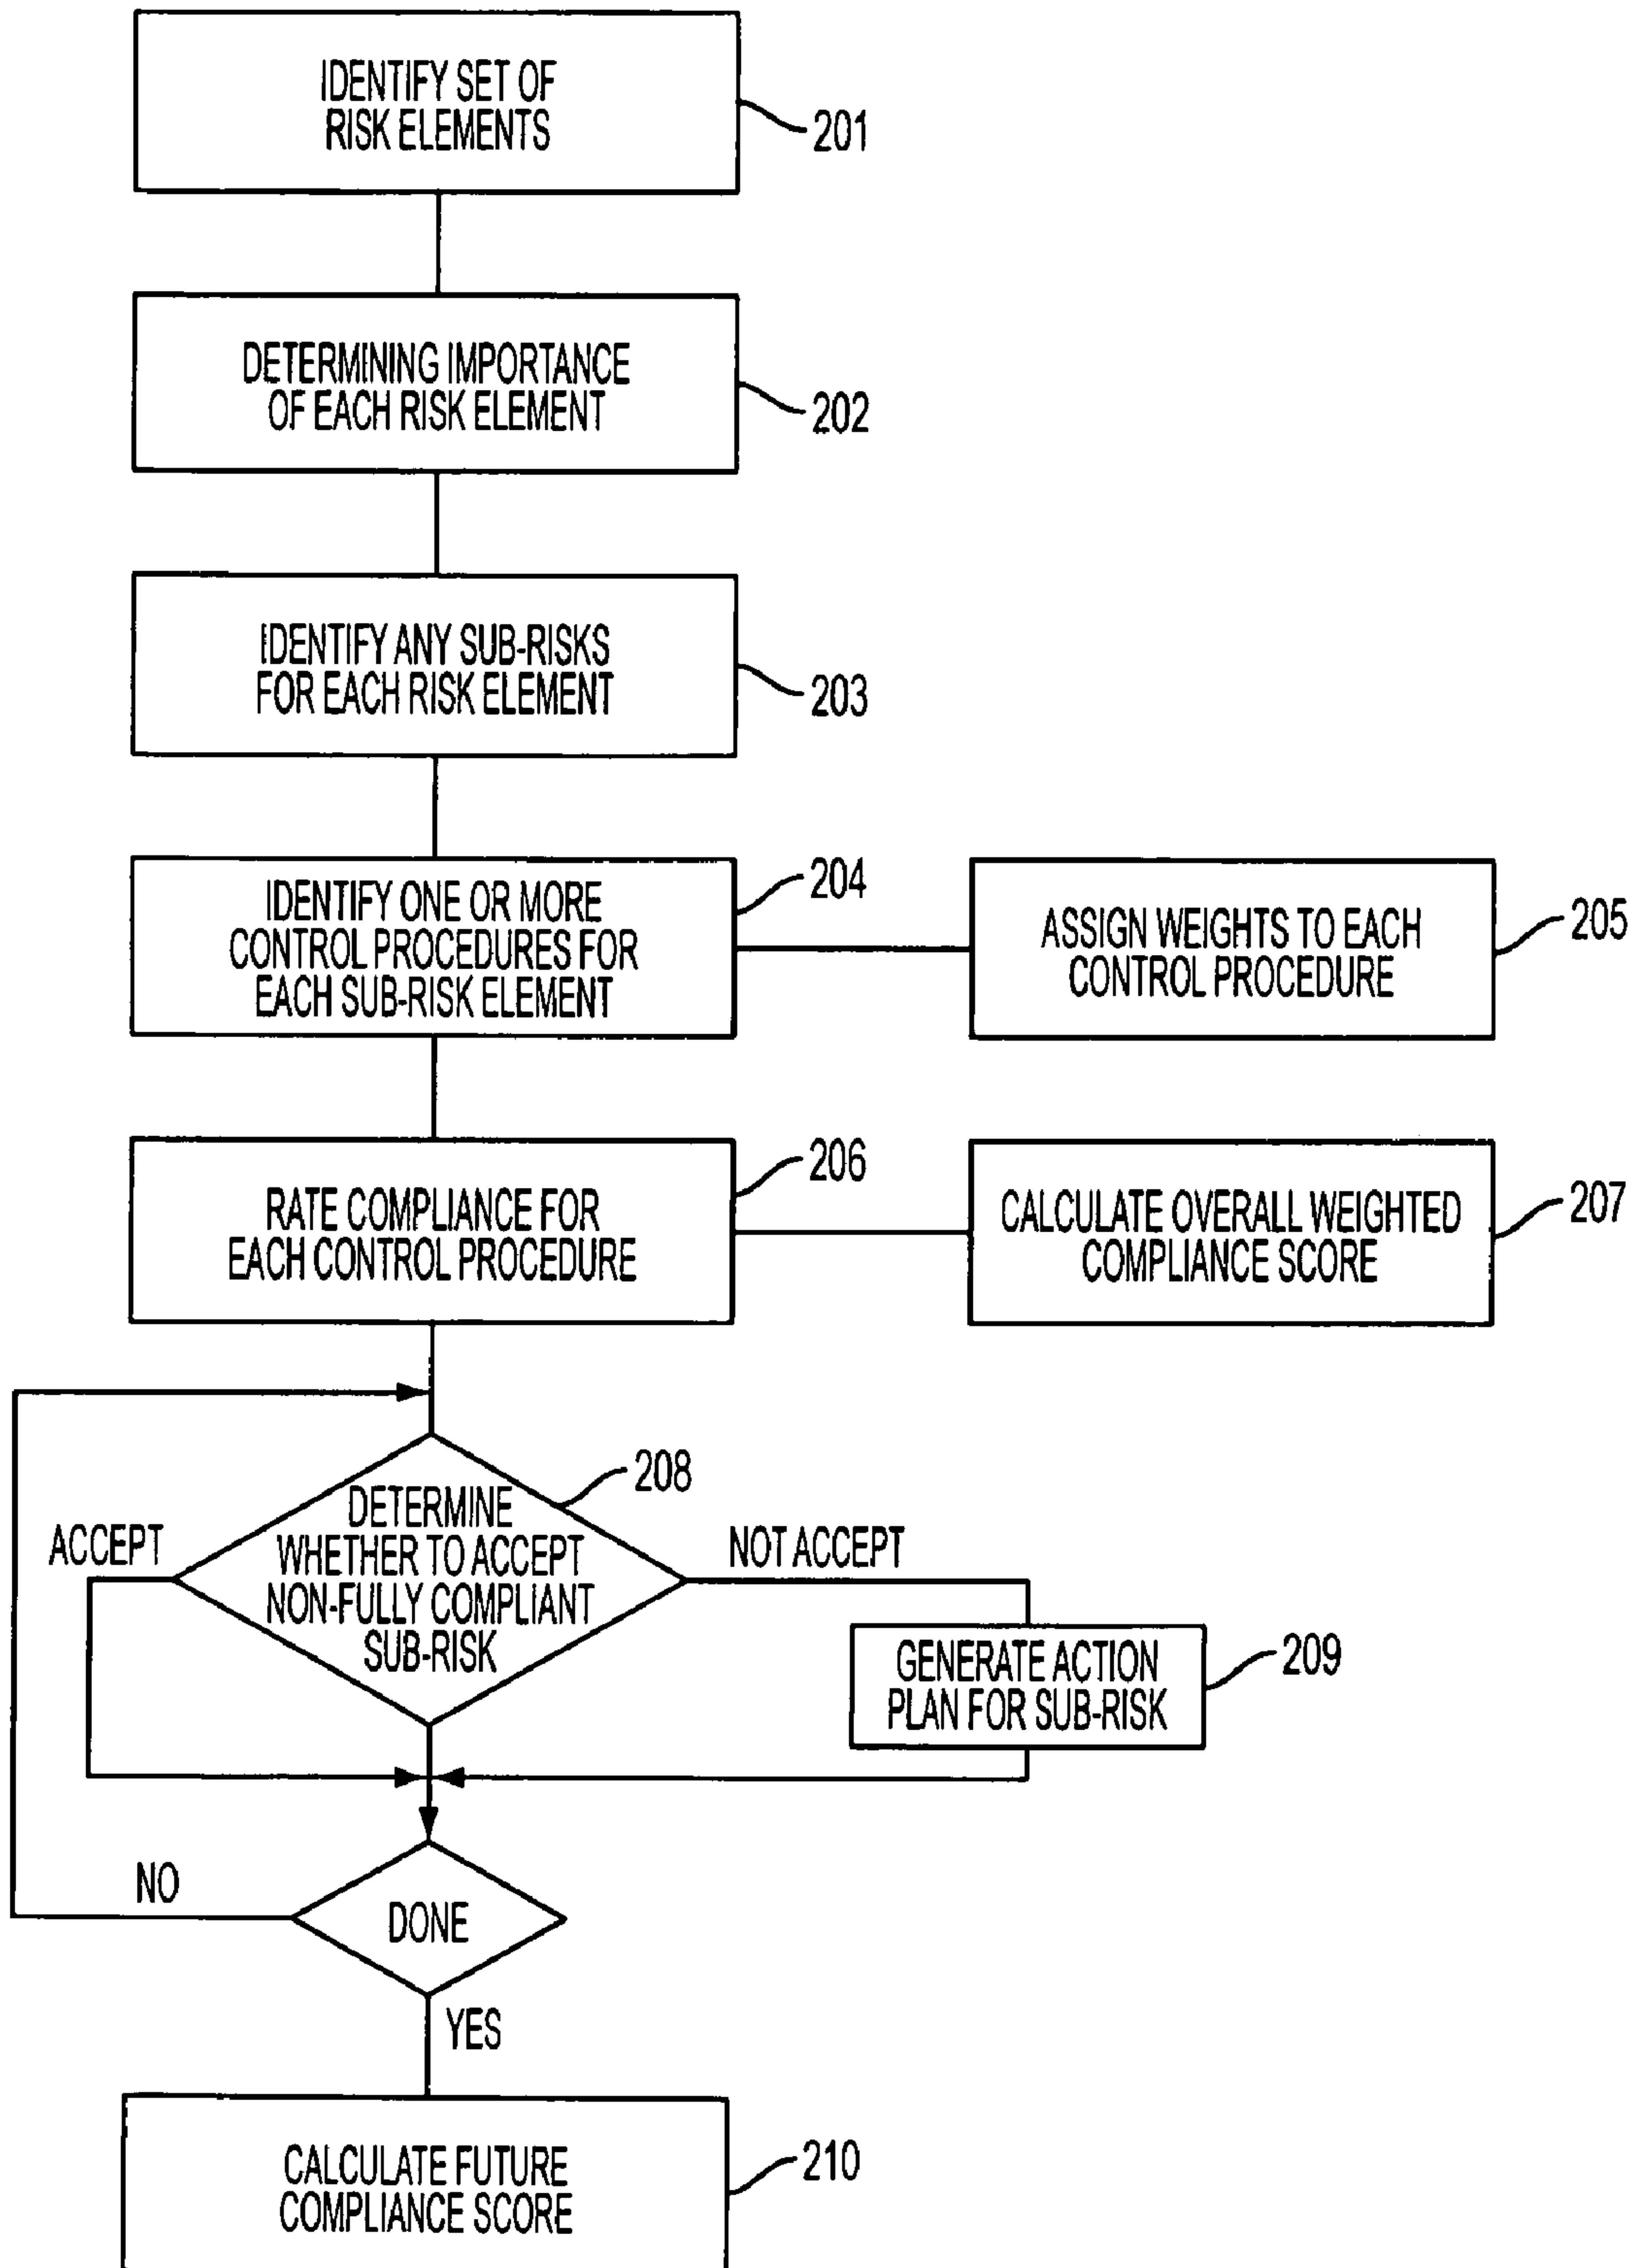 IDENTIFY SET OF
RISK ELEMENTS
201
DETERMINING IMPORTANCE
OF EACH RISK ELEMENT
202
IDENTIFY ANY SUB-RISKS
FOR EACH RISK ELEMENT
203
IDENTIFY ONE OR MORE
CONTROL PROCEDURES FOR
EACH SUB-RISK ELEMENT
204
ASSIGN WEIGHTS TO EACH
CONTROL PROCEDURE
205
RATE COMPLIANCE FOR
EACH CONTROL PROCEDURE
206
CALCULATE OVERALL WEIGHTED
COMPLIANCE SCORE
207
DETERMINE
WHETHER TO ACCEPT
NON-FULLY COMPLIANT
SUB-RISK
208
ACCEPT
NOT ACCEPT
GENERATE ACTION
PLAN FOR SUB-RISK
209
NO
DONE
YES
CALCULATE FUTURE
COMPLIANCE SCORE
210